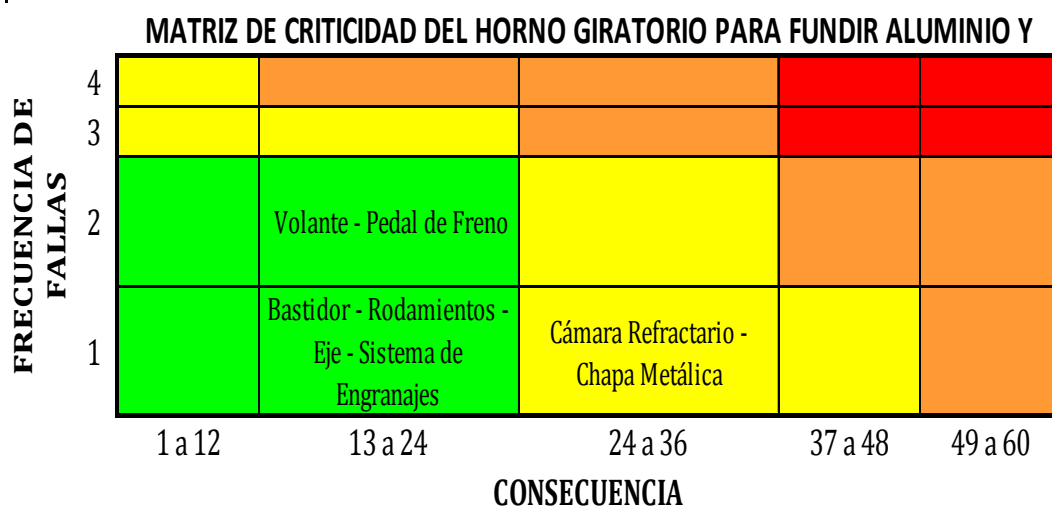 MATRIZ DE CRITICIDAD DEL HORNO GIRATORIO PARA FUNDIR ALUMINIO Y
FRECUENCIA DE
FALLAS
4
3
2
Volante - Pedal de Freno
1
Bastidor - Rodamientos -
Eje - Sistema de
Engranajes
Cámara Refractario -
Chapa Metálica
1 a 12
13 a 24
24 a 36
37 a 48
49 a 60
CONSECUENCIA